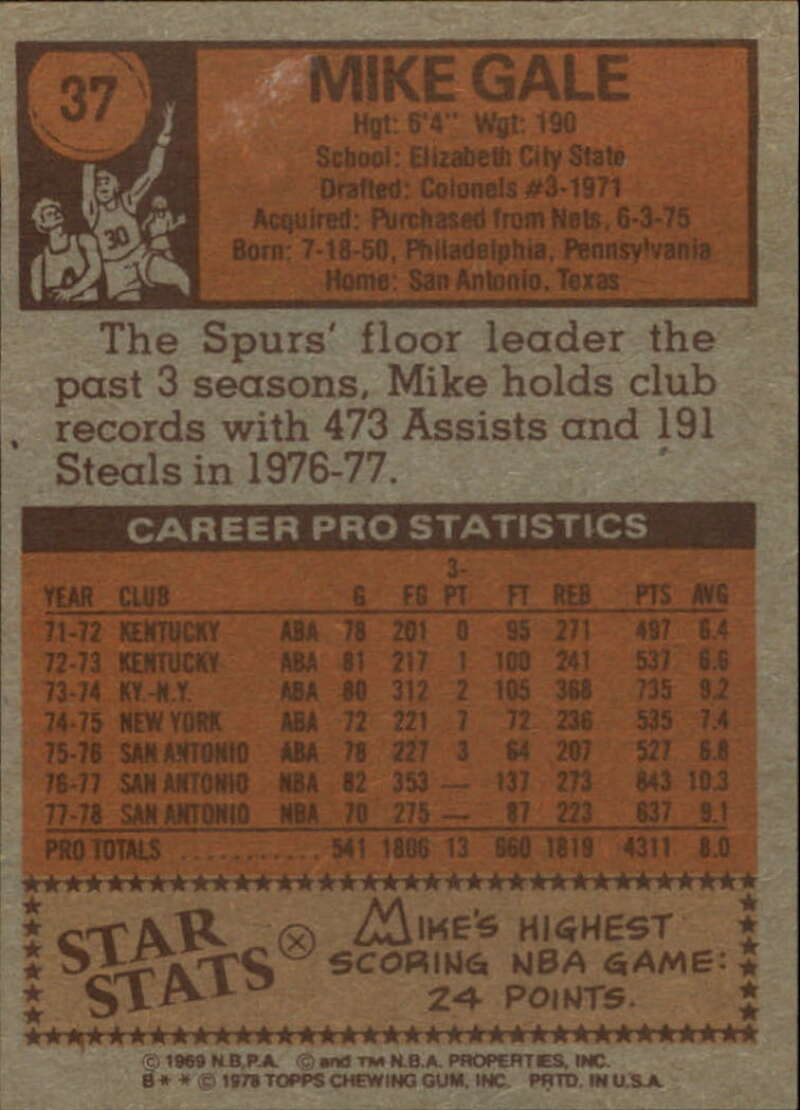 37
MIKE GALE
Hgt: 6'4" Wgt: 190
School: Elizabeth City State
Drafted: Colonels #3-1971
Acquired: Purchased from Nets, 6-3-75
Born: 7-18-50, Philadelphia, Pennsylvania
Home: San Antonio, Texas
30
The Spurs' floor leader the
past 3 seasons, Mike holds club
records with 473 Assists and 191
Steals in 1976-77.
CAREER PRO STATISTICS
YEAR CLUB G FG 3-PT FT REB PTS AVG
71-72 KENTUCKY ABA 78 201 0 95 271 497 6.4
72-73 KENTUCKY ABA 81 217 1 100 241 537 6.6
73-74 KY.-N.Y. ABA 80 312 2 105 368 735 9.2
74-75 NEW YORK ABA 72 221 7 72 236 535 7.4
75-76 SAN ANTONIO ABA 78 227 3 64 207 527 6.8
76-77 SAN ANTONIO NBA 82 353 — 137 273 843 10.3
77-78 SAN ANTONIO NBA 70 275 — 87 223 637 9.1
PRO TOTALS ............ 541 1806 13 660 1819 4311 8.0
STAR
STATS
MIKE'S HIGHEST
SCORING NBA GAME:
24 POINTS.
© 1969 N.B.P.A. © and TM N.B.A. PROPERTIES, INC.
B* * © 1978 TOPPS CHEWING GUM, INC. PRTD. IN U.S.A.